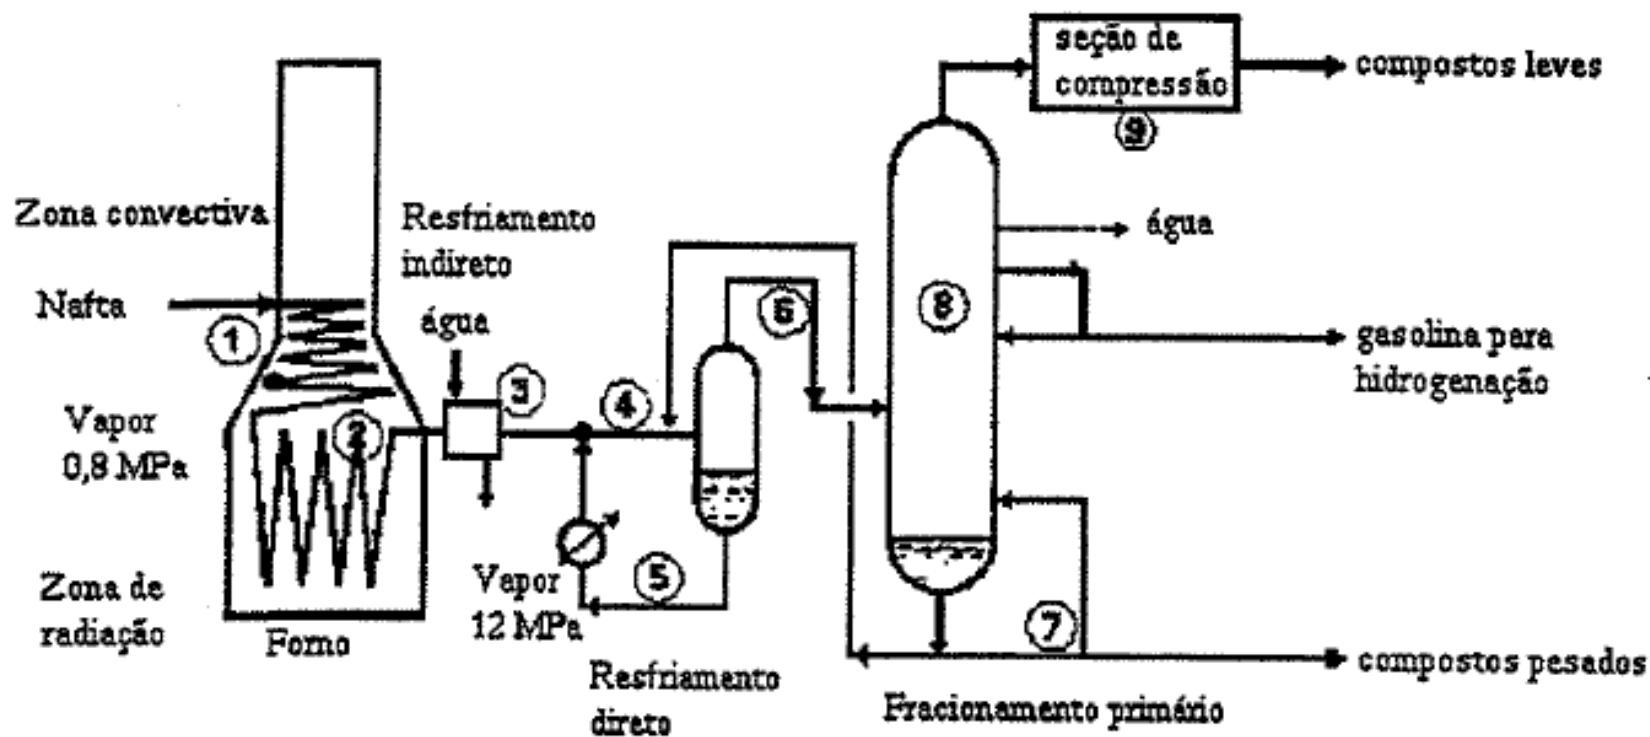 seção de
compressão
9
compostos leves
Zona convectiva
Resfriamento
indireto
água
Nafta
1
água
6
8
gasolina para
hidrogenação
3
4
Vapor
0,8 MPa
2
Vapor
12 MPa
5
Zona de
radiação
Forno
7
compostos pesados
Resfriamento
direto
Fracionamento primário